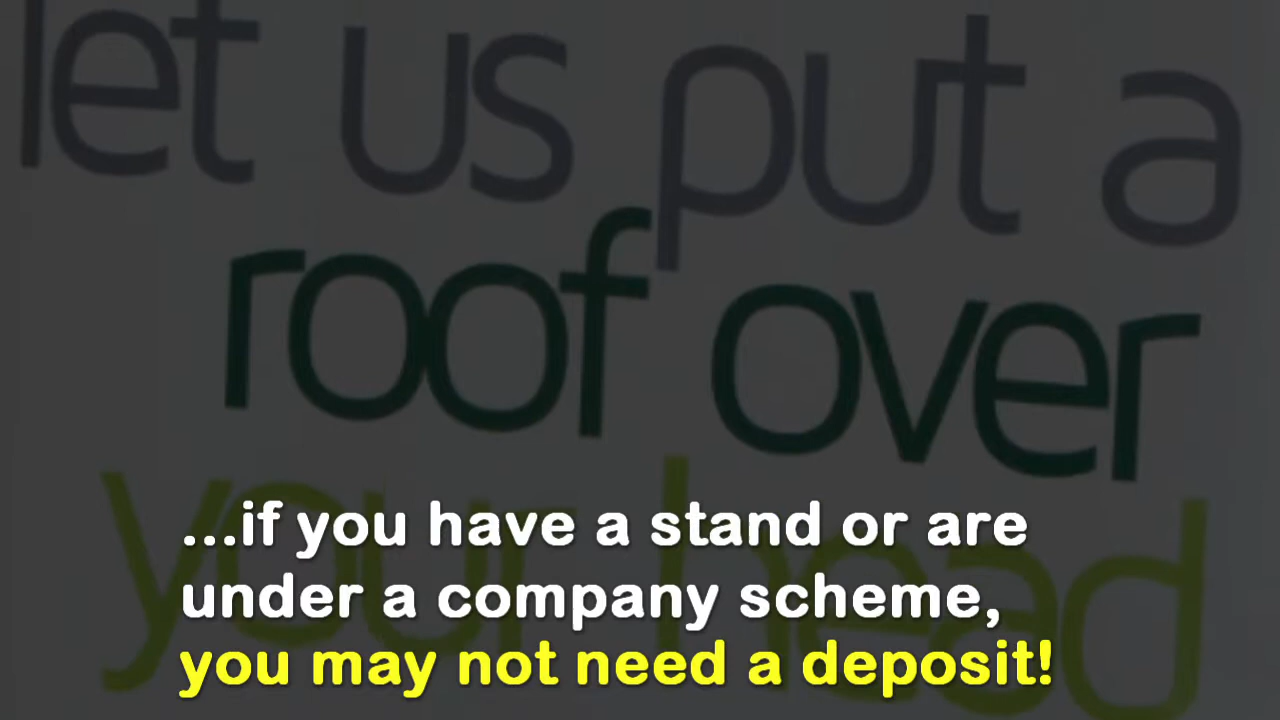 let us put a
roof over
your head
...if you have a stand or are
under a company scheme,
you may not need a deposit!